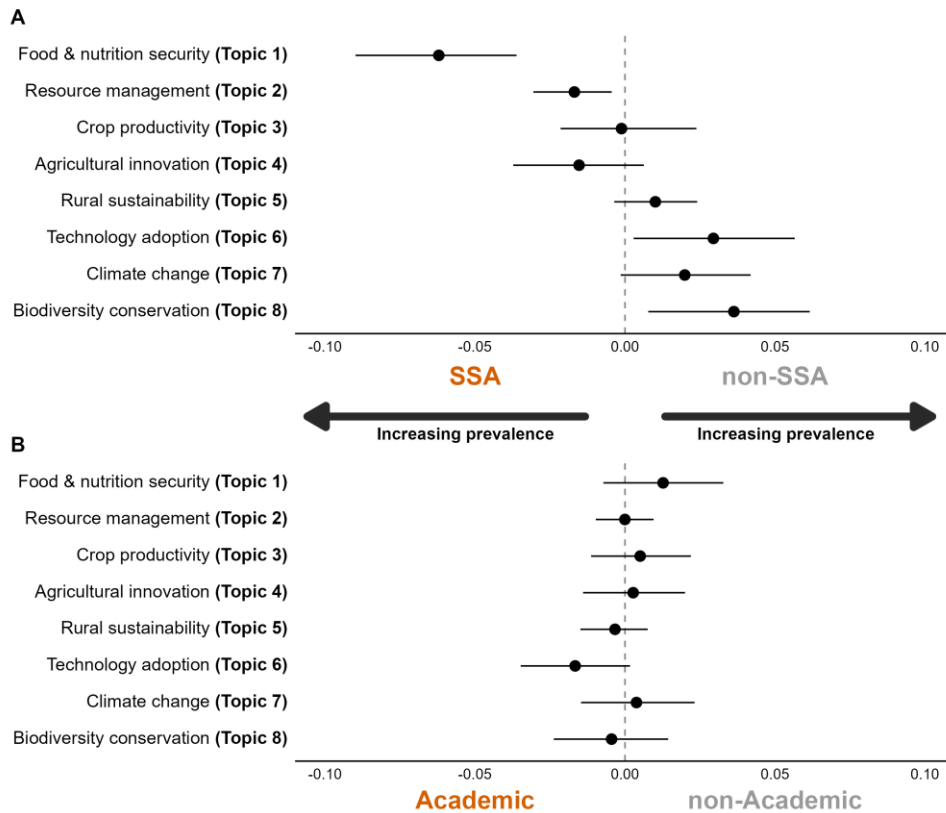 A
Food & nutrition security (Topic 1)
Resource management (Topic 2)
Crop productivity (Topic 3)
Agricultural innovation (Topic 4)
Rural sustainability (Topic 5)
Technology adoption (Topic 6)
Climate change (Topic 7)
Biodiversity conservation (Topic 8)
-0.10 -0.05 0.00 0.05 0.10
SSA non-SSA
Increasing prevalence Increasing prevalence
B
Food & nutrition security (Topic 1)
Resource management (Topic 2)
Crop productivity (Topic 3)
Agricultural innovation (Topic 4)
Rural sustainability (Topic 5)
Technology adoption (Topic 6)
Climate change (Topic 7)
Biodiversity conservation (Topic 8)
-0.10 -0.05 0.00 0.05 0.10
Academic non-Academic